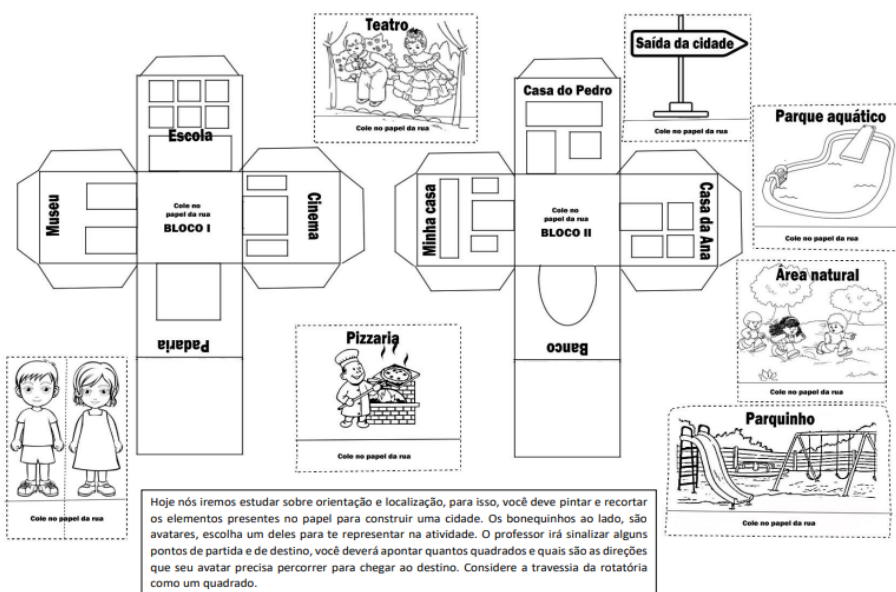 Teatro
Cole no papel da rua
Saída da cidade
Cole no papel da rua
Parque aquático
Cole no papel da rua
Escola
Museu
Cole no
papel da rua
BLOCO I
Cinema
Padaria
Casa do Pedro
Minha casa
Cole no
papel da rua
BLOCO II
Casa da Ana
Banco
Área natural
Cole no papel da rua
Pizzaria
Cole no papel da rua
Parquinho
Cole no papel da rua
Cole no papel da rua
Hoje nós iremos estudar sobre orientação e localização, para isso, você deve pintar e recortar
os elementos presentes no papel para construir uma cidade. Os bonequinhos ao lado, são
avatares, escolha um deles para te representar na atividade. O professor irá sinalizar alguns
pontos de partida e de destino, você deverá apontar quantos quadrados e quais são as direções
que seu avatar precisa percorrer para chegar ao destino. Considere a travessia da rotatória
como um quadrado.